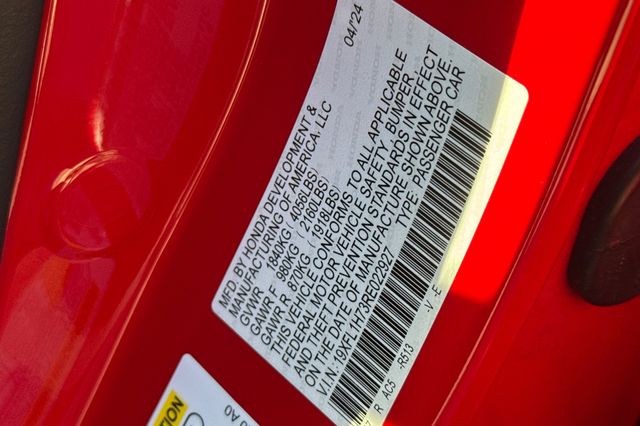 04/'24
MFD. BY HONDA DEVELOPMENT &
MANUFACTURING OF AMERICA, LLC
GVWR 1840KG( 4056LBS)
GAWR F 980KG ( 2160LBS)
GAWR R 870KG ( 1918LBS)
THIS VEHICLE CONFORMS TO ALL APPLICABLE
FEDERAL MOTOR VEHICLE SAFETY, BUMPER,
AND THEFT PREVENTION STANDARDS IN EFFECT
ON THE DATE OF MANUFACTURE SHOWN ABOVE.
V.I.N.: TYPE: PASSENGER CAR
R AC5 -R513 -V -E